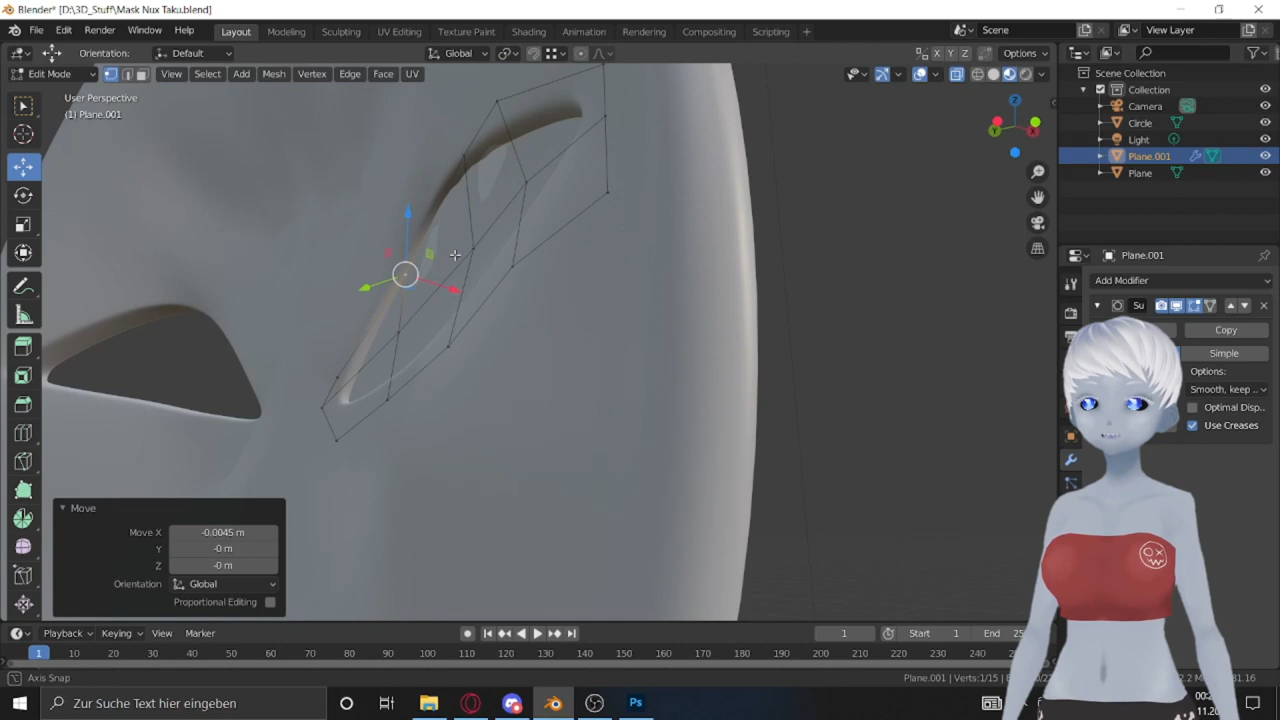 Blender* [D:\3D_Stuff\Mask Nux Taku.blend]
File Edit Render Window Help Layout Modeling Sculpting UV Editing Texture Paint Shading Animation Rendering Compositing Scripting + Scene View Layer
Orientation: Default Global X Y Z Options
Edit Mode View Select Add Mesh Vertex Edge Face UV
User Perspective
(1) Plane.001
Scene Collection
Collection
Camera
Circle
Light
Plane.001
Plane
Z
Y
X
Plane.001
Add Modifier
Su
Copy
Simple
Options:
Smooth, keep ..
Optimal Disp..
Use Creases
Move
Move X -0.0045 m
Y -0 m
Z -0 m
Orientation Global
Proportional Editing
Playback Keying View Marker 1 Start 1 End
1 10 20 30 40 50 60 70 80 90 100 110 120 130 140 150 160 170 180 190 200 210 220 230
Axis Snap Plane.001 | Verts:1/15
Zur Suche Text hier eingeben
Ps